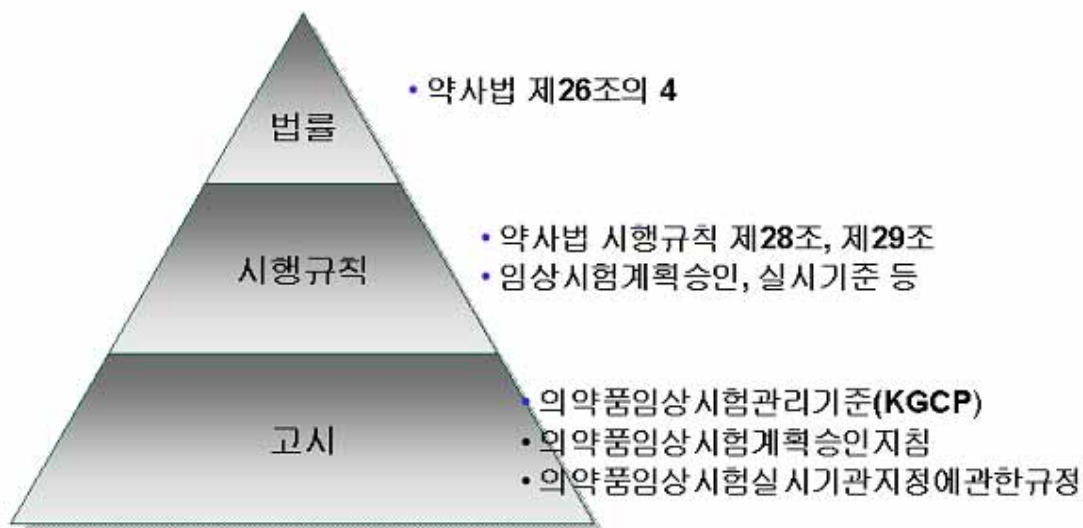 법률
• 약사법 제26조의 4
시행규칙
• 약사법 시행규칙 제28조, 제29조
• 임상시험계획승인, 실시기준 등
고시
• 의약품임상시험관리기준(KGCP)
• 의약품임상시험계획승인지침
• 의약품임상시험실시기관지정에관한규정